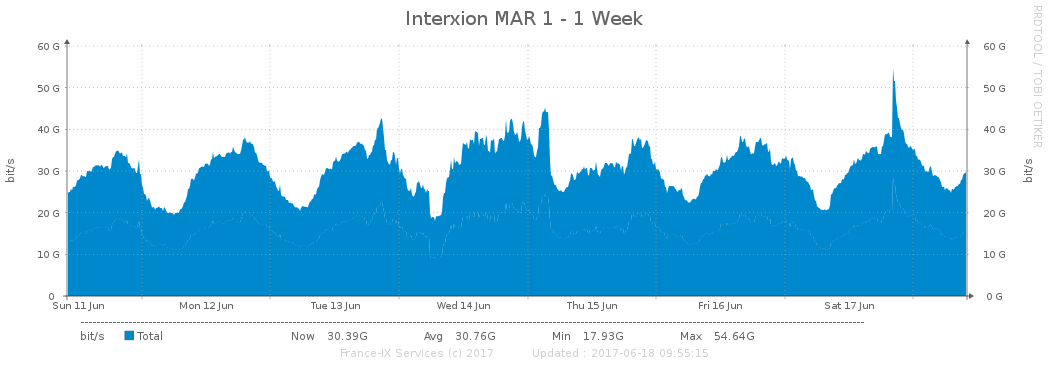 Interxion MAR 1 - 1 Week
RRDTOOL / TOBI OETIKER
bit/s
60 G 60 G
50 G 50 G
40 G 40 G
30 G 30 G
20 G 20 G
10 G 10 G
0 0 G
bit/s
Sun 11 Jun Mon 12 Jun Tue 13 Jun Wed 14 Jun Thu 15 Jun Fri 16 Jun Sat 17 Jun
bit/s Total Now 30.39G Avg 30.76G Min 17.93G Max 54.64G
France-IX Services (c) 2017 Updated : 2017-06-18 09:55:15